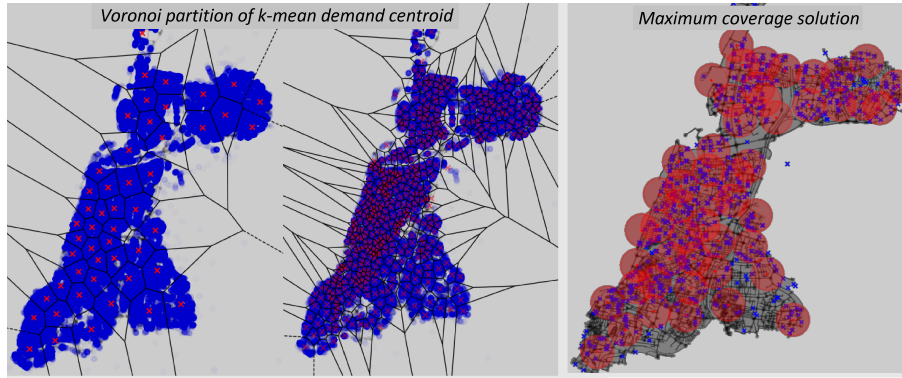 Voronoi partition of k-mean demand centroid
Maximum coverage solution